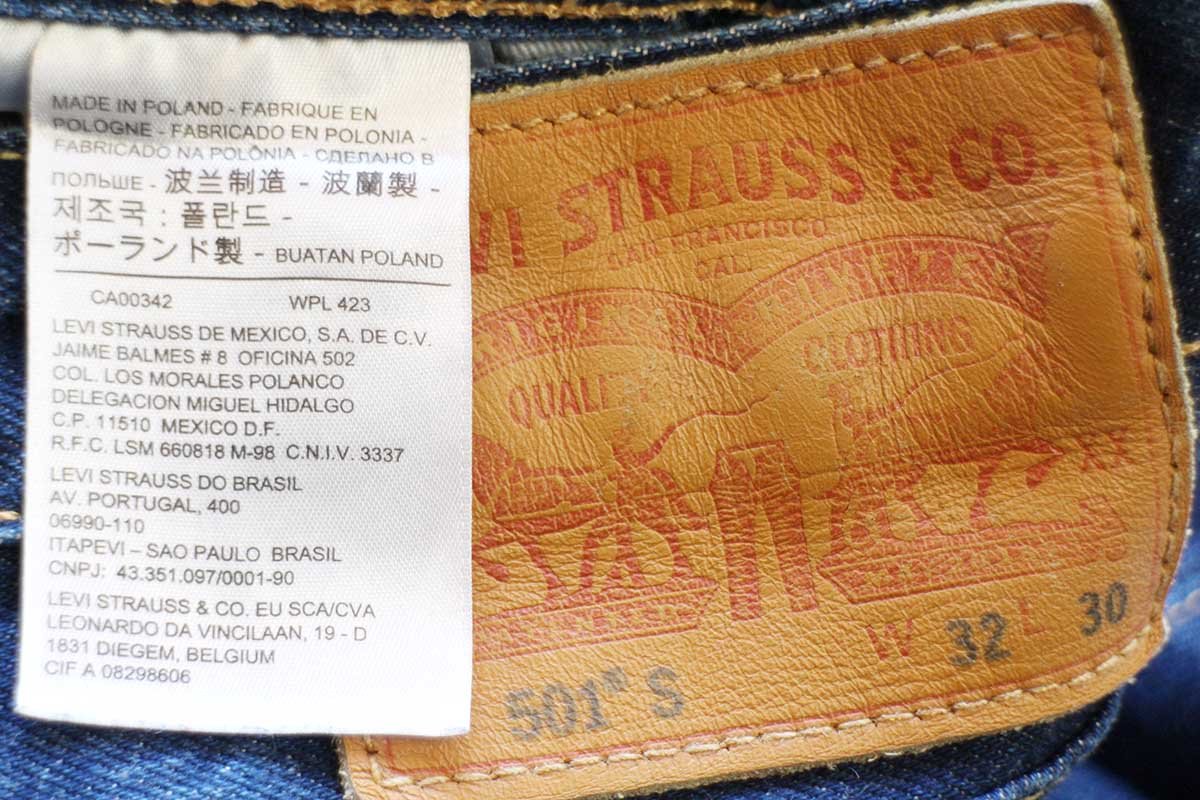 MADE IN POLAND - FABRIQUE EN
POLOGNE - FABRICADO EN POLONIA -
FABRICADO NA POLÔNIA - СДЕЛАНО В
ПОЛЬШЕ - 波兰制造 - 波蘭製 -
제조국 : 폴란드 -
ポーランド製 - BUATAN POLAND
CA00342 WPL 423
LEVI STRAUSS DE MEXICO, S.A. DE C.V.
JAIME BALMES # 8 OFICINA 502
COL. LOS MORALES POLANCO
DELEGACION MIGUEL HIDALGO
C.P. 11510 MEXICO D.F.
R.F.C. LSM 660818 M-98 C.N.I.V. 3337
LEVI STRAUSS DO BRASIL
AV. PORTUGAL, 400
06990-110
ITAPEVI – SAO PAULO BRASIL
CNPJ: 43.351.097/0001-90
LEVI STRAUSS & CO. EU SCA/CVA
LEONARDO DA VINCILAAN, 19 - D
1831 DIEGEM, BELGIUM
CIF A 08298606
VI STRAUSS & CO.
SAN FRANCISCO
CAL.
QUALI
CLOTHING
XX
W 32 L 30
501® S